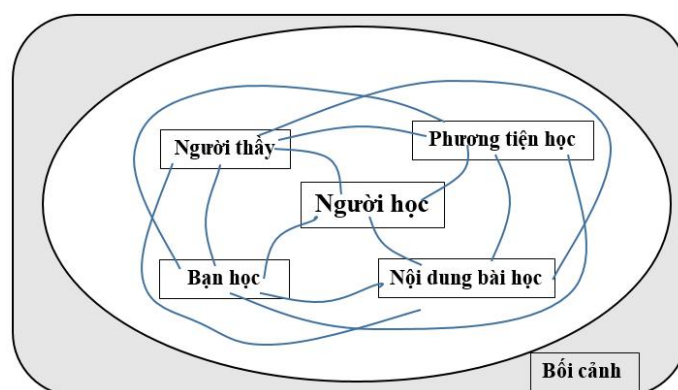 Người thầy
Phương tiện học
Người học
Bạn học
Nội dung bài học
Bối cảnh